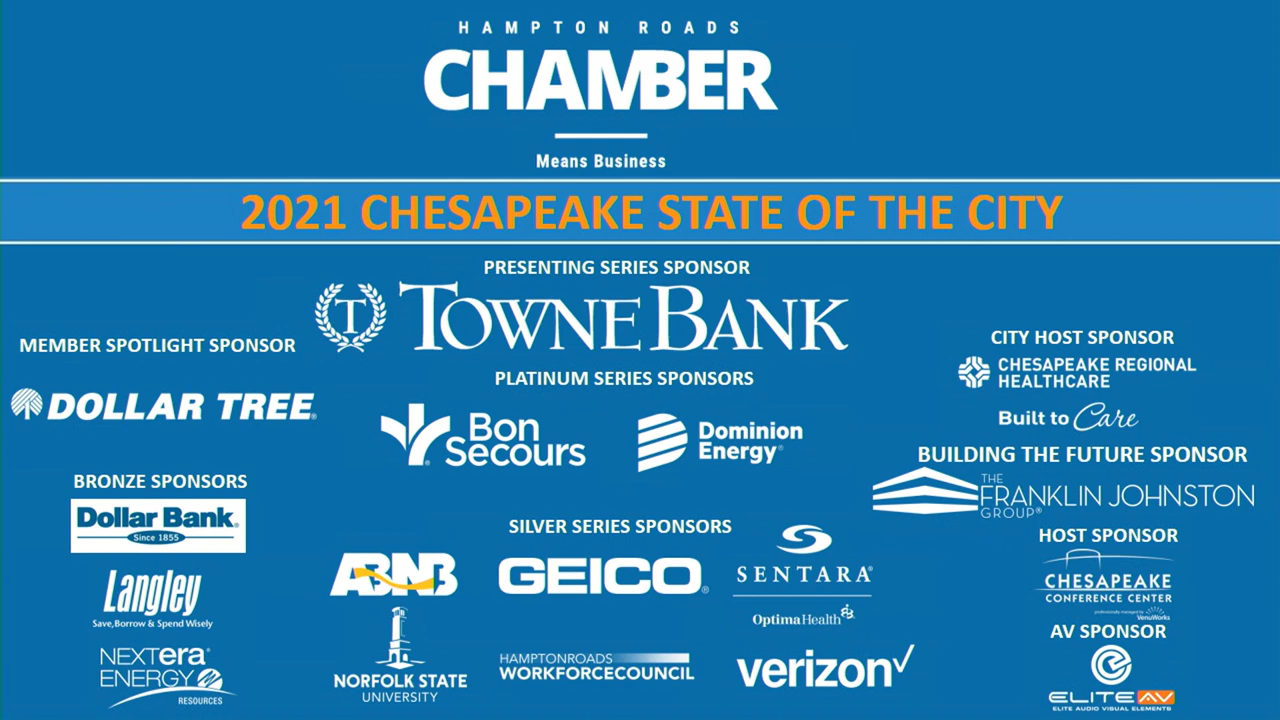 HAMPTON ROADS
CHAMBER
Means Business
2021 CHESAPEAKE STATE OF THE CITY
PRESENTING SERIES SPONSOR
T TOWNE BANK
MEMBER SPOTLIGHT SPONSOR
DOLLAR TREE
PLATINUM SERIES SPONSORS
Bon
Secours
Dominion
Energy®
CITY HOST SPONSOR
CHESAPEAKE REGIONAL
HEALTHCARE
Built to Care
BUILDING THE FUTURE SPONSOR
THE
FRANKLIN JOHNSTON
GROUP®
BRONZE SPONSORS
Dollar Bank®
Since 1855
Langley
Save, Borrow & Spend Wisely
NEXTera®
ENERGY
RESOURCES
SILVER SERIES SPONSORS
ABNB
GEICO®
SENTARA®
OptimaHealth
NORFOLK STATE
UNIVERSITY
HAMPTONROADS
WORKFORCECOUNCIL
verizon✓
HOST SPONSOR
CHESAPEAKE
CONFERENCE CENTER
professionally managed by
VenuWorks
AV SPONSOR
e
ELITE AV
ELITE AUDIO VISUAL ELEMENTS